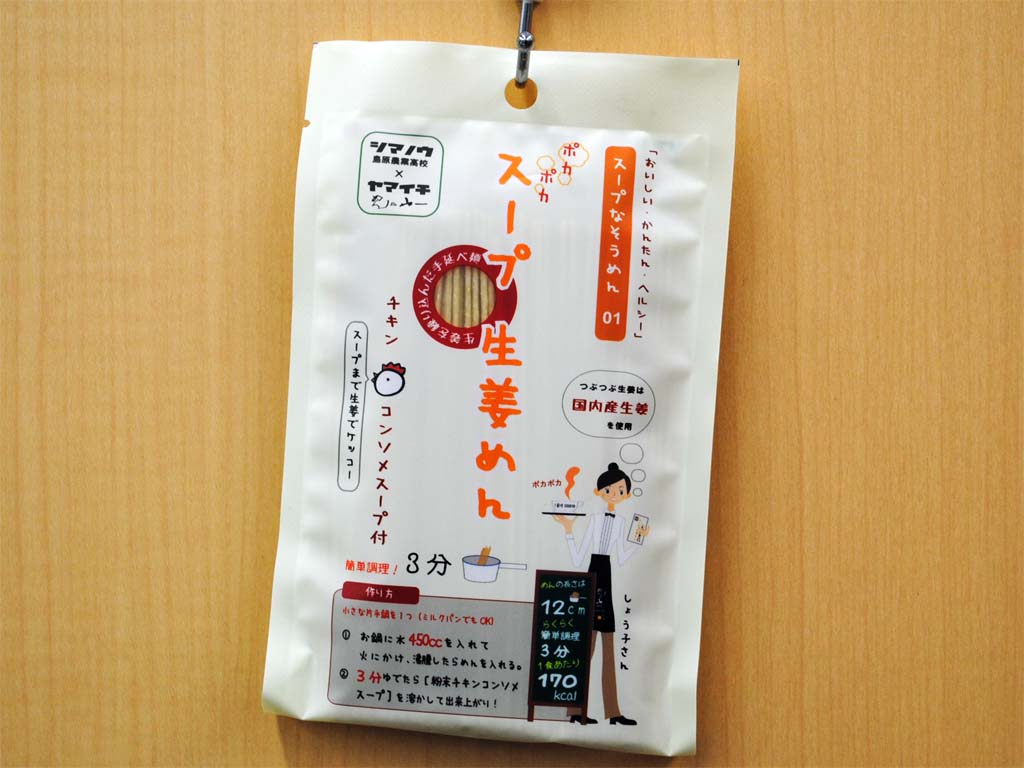 「おいしい・かんたん・ヘルシー」
スープなそうめん 01
ポカポカ
スープ生姜めん
シマノウ
島原農業高校
×
ヤマイチ
生姜を練り込んだ手延べ麺
チキン コンソメスープ付
スープまで生姜でケッコー
つぶつぶ生姜は
国内産生姜
を使用
ポカポカ
しょう子さん
簡単調理! 3分
作り方
小さな片手鍋を1つ (ミルクパンでもOK)
① お鍋に水450ccを入れて
火にかけ、沸騰したらめんを入れる。
② 3分ゆでたら[粉末チキンコンソメ
スープ]を溶かして出来上がり!
めんの長さは
12cm
らくらく
簡単調理
3分
1食あたり
170
kcal